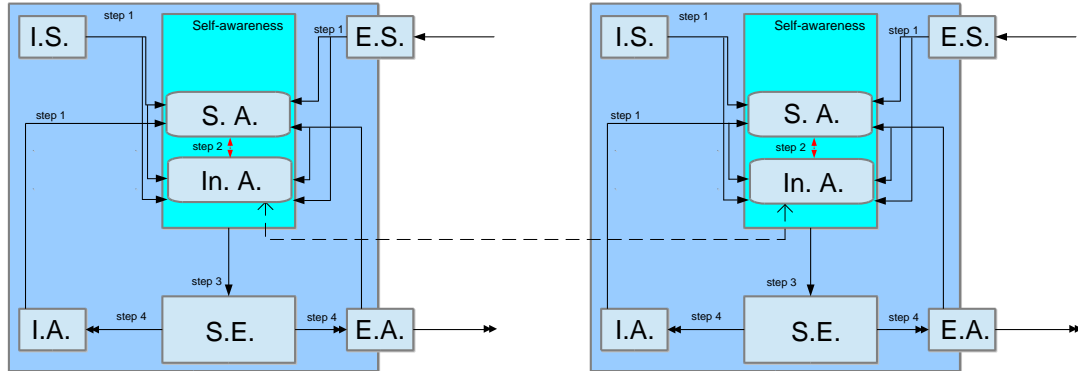 step 1
Self-awareness
I.S.
step 1
E.S.
S. A.
step 1
step 2
In. A.
step 3
I.A.
step 4
S.E.
step 4
E.A.
step 1
Self-awareness
I.S.
step 1
E.S.
S. A.
step 1
step 2
In. A.
step 3
I.A.
step 4
S.E.
step 4
E.A.